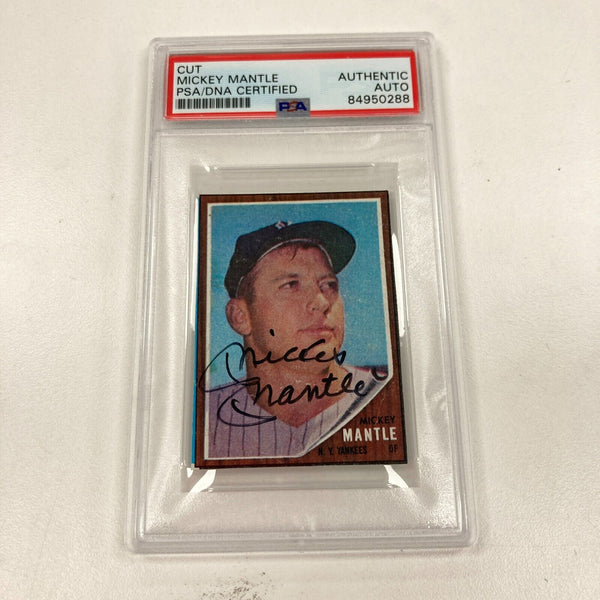 CUT
MICKEY MANTLE
PSA/DNA CERTIFIED
AUTHENTIC
AUTO
84950288
PSA
Mickey
Mantle
MICKEY
MANTLE
N. Y. YANKEES OF